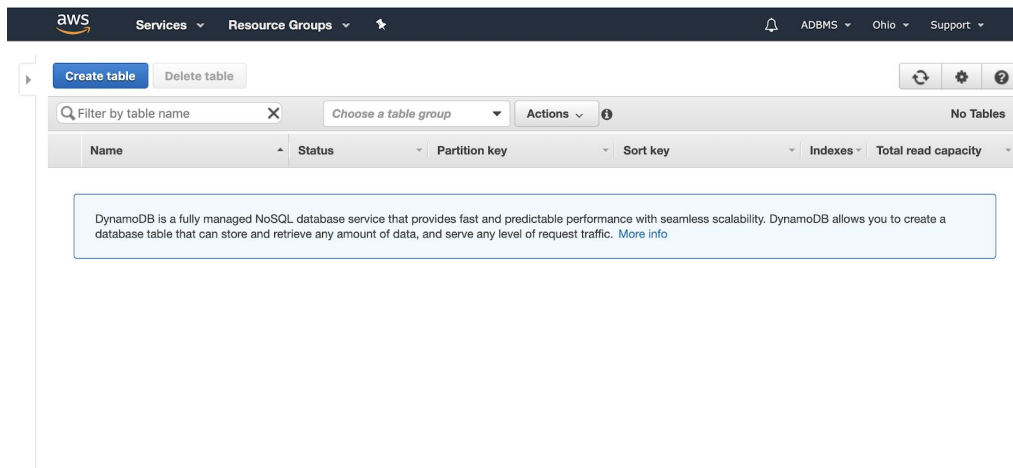 aws Services Resource Groups ADBMS Ohio Support
Create table Delete table
Filter by table name Choose a table group Actions No Tables
Name Status Partition key Sort key Indexes Total read capacity
DynamoDB is a fully managed NoSQL database service that provides fast and predictable performance with seamless scalability. DynamoDB allows you to create a
database table that can store and retrieve any amount of data, and serve any level of request traffic. More info